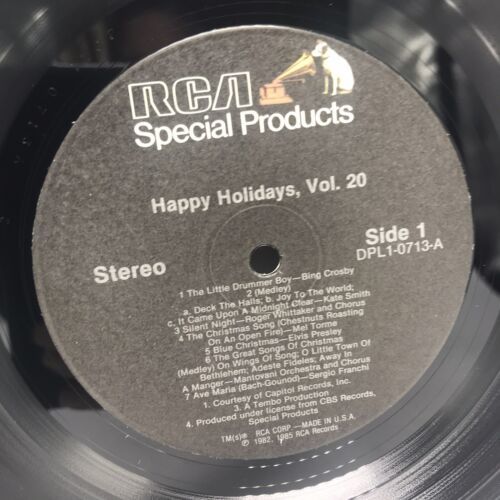 RCA
Special Products
Happy Holidays, Vol. 20
Stereo
Side 1
DPL1-0713-A
1 The Little Drummer Boy—Bing Crosby
2 (Medley)
a. Deck The Halls; b. Joy To The World;
c. It Came Upon A Midnight Clear—Kate Smith
3 Silent Night—Roger Whittaker and Chorus
4 The Christmas Song (Chestnuts Roasting
On An Open Fire)—Mel Torme
5 Blue Christmas—Elvis Presley
6 The Great Songs Of Christmas
(Medley) On Wings Of Song; O Little Town Of
Bethlehem; Adeste Fideles; Away In
A Manger—Mantovani Orchestra and Chorus
7 Ave Maria (Bach-Gounod)—Sergio Franchi
1. Courtesy of Capitol Records, Inc.
3. A Tembo Production
4. Produced under license from CBS Records,
Special Products
TM(s)® RCA CORP.—MADE IN U.S.A.
℗ 1982, 1985 RCA Records